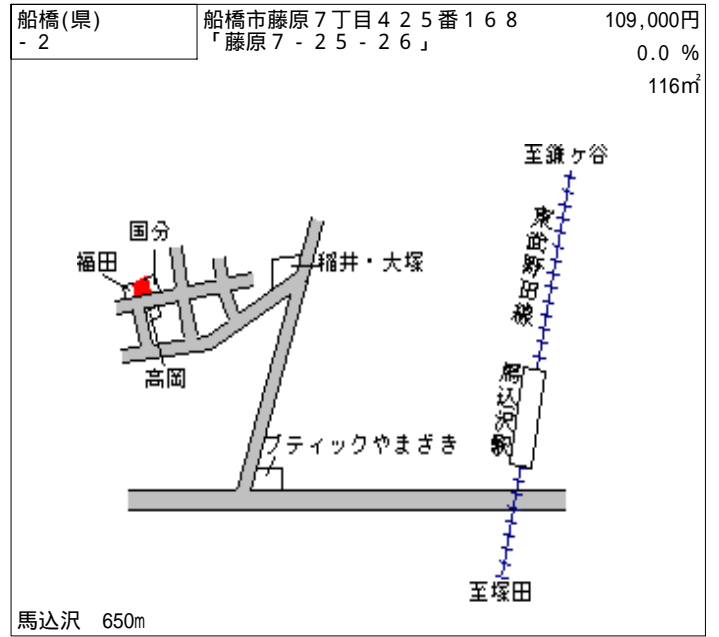 船橋(県)
- 2
船橋市藤原７丁目４２５番１６８
「藤原７‐２５‐２６」
109,000円
0.0 %
116㎡
至鎌ヶ谷
東武野田線
国分
福田
稲井・大塚
高岡
馬込沢駅
ブティックやまざき
至塚田
馬込沢　650m